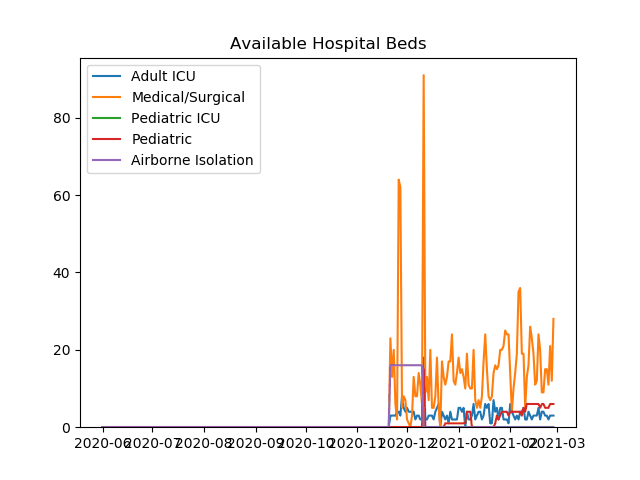 Available Hospital Beds
Adult ICU
Medical/Surgical
Pediatric ICU
Pediatric
Airborne Isolation
80
60
40
20
0
2020-06 2020-07 2020-08 2020-09 2020-10 2020-11 2020-12 2021-01 2021-02 2021-03